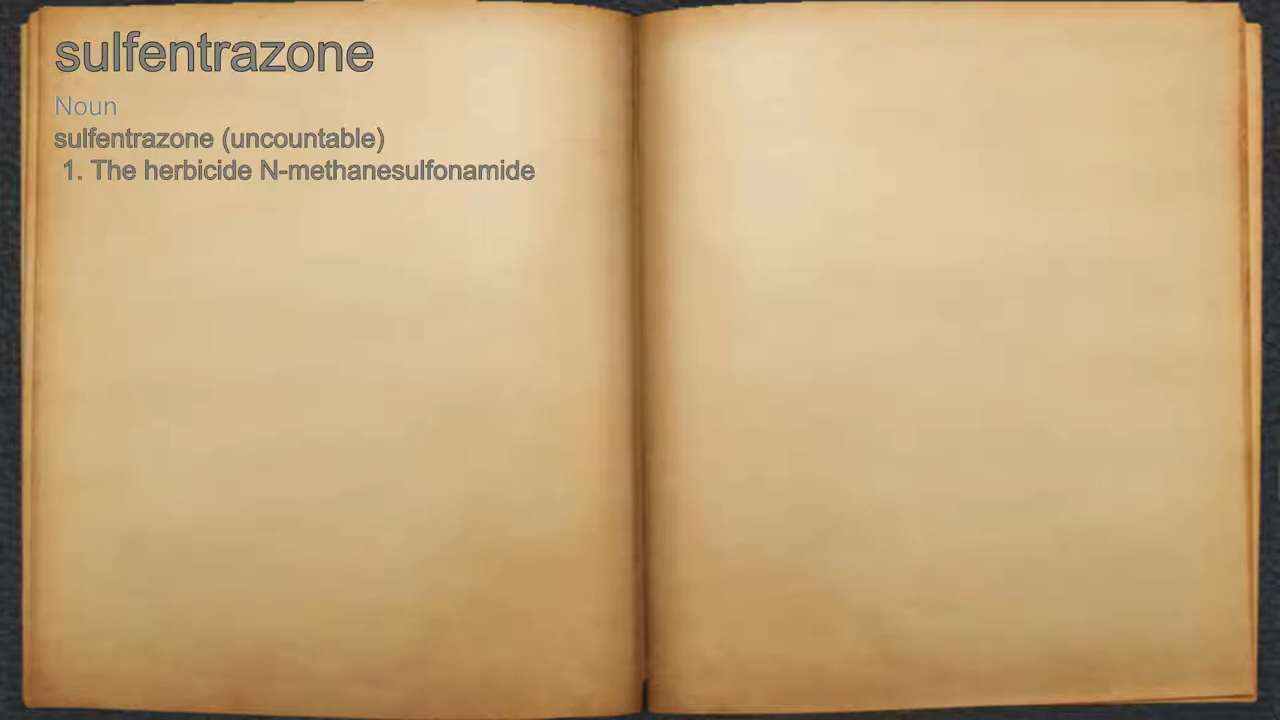 sulfentrazone
Noun
sulfentrazone (uncountable)
1. The herbicide N-methanesulfonamide